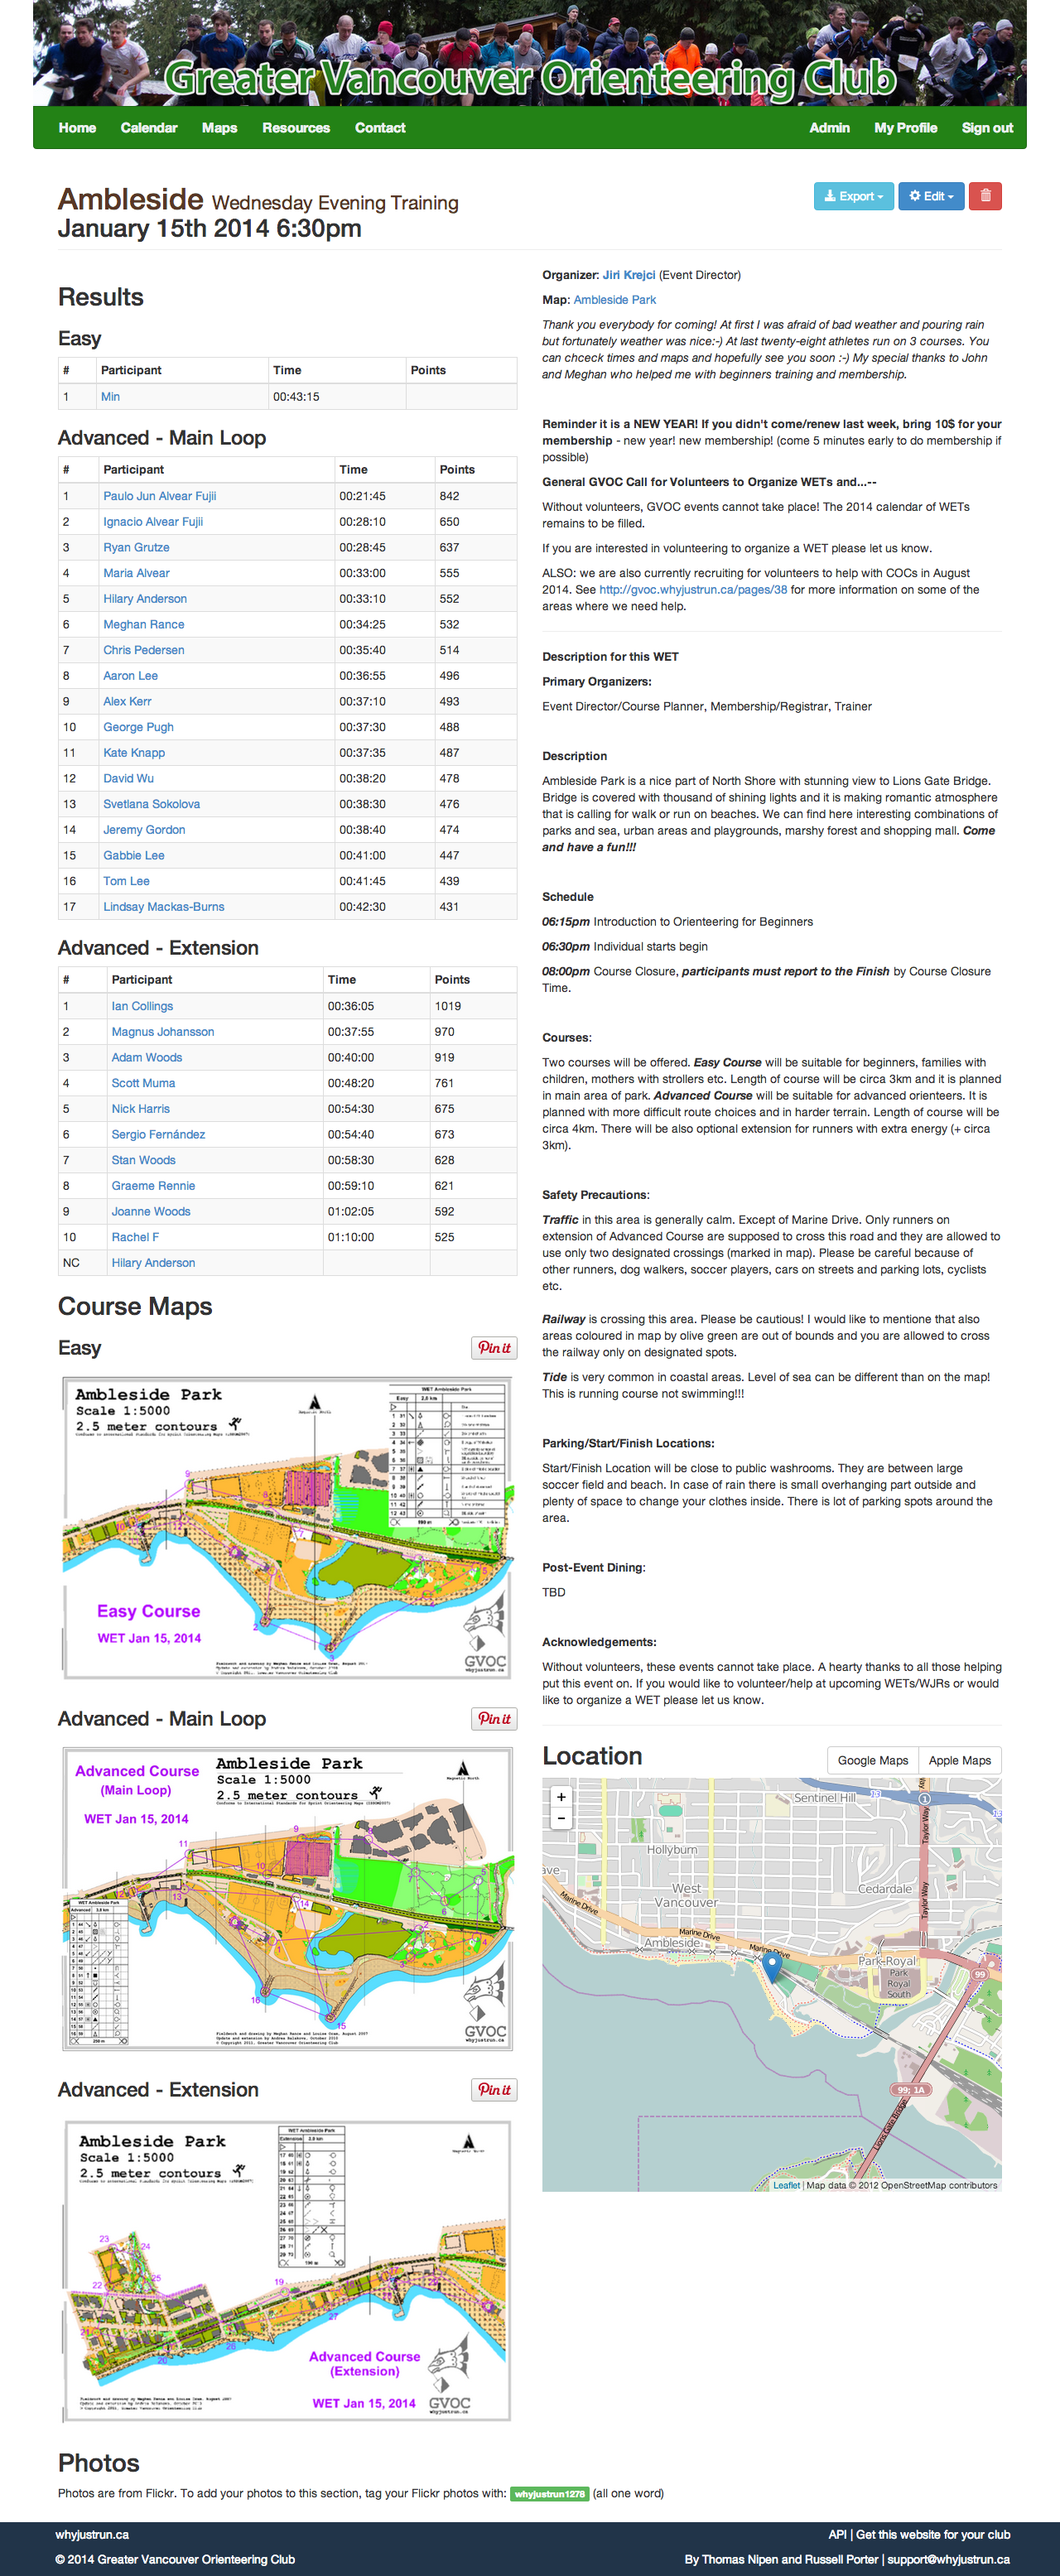 Greater Vancouver Orienteering Club
Home Calendar Maps Resources Contact Admin My Profile Sign out
Ambleside Wednesday Evening Training
January 15th 2014 6:30pm
Export Edit
Results
Easy
# Participant Time Points
1 Min 00:43:15
Advanced - Main Loop
# Participant Time Points
1 Paulo Jun Alvear Fujii 00:21:45 842
2 Ignacio Alvear Fujii 00:28:10 650
3 Ryan Grutze 00:28:45 637
4 Maria Alvear 00:33:00 555
5 Hilary Anderson 00:33:10 552
6 Meghan Rance 00:34:25 532
7 Chris Pedersen 00:35:40 514
8 Aaron Lee 00:36:55 496
9 Alex Kerr 00:37:10 493
10 George Pugh 00:37:30 488
11 Kate Knapp 00:37:35 487
12 David Wu 00:38:20 478
13 Svetlana Sokolova 00:38:30 476
14 Jeremy Gordon 00:38:40 474
15 Gabbie Lee 00:41:00 447
16 Tom Lee 00:41:45 439
17 Lindsay Mackas-Burns 00:42:30 431
Advanced - Extension
# Participant Time Points
1 Ian Collings 00:36:05 1019
2 Magnus Johansson 00:37:55 970
3 Adam Woods 00:40:00 919
4 Scott Muma 00:48:20 761
5 Nick Harris 00:54:30 675
6 Sergio Fernández 00:54:40 673
7 Stan Woods 00:58:30 628
8 Graeme Rennie 00:59:10 621
9 Joanne Woods 01:02:05 592
10 Rachel F 01:10:00 525
NC Hilary Anderson
Course Maps
Easy
Pin it
Ambleside Park
Scale 1:5000
2.5 meter contours
WET Ambleside Park
Easy Course
WET Jan 15, 2014
GVOC
whyjustrun.ca
Advanced - Main Loop
Pin it
Advanced Course
(Main Loop)
WET Jan 15, 2014
Ambleside Park
Scale 1:5000
2.5 meter contours
Magnetic North
WET Ambleside Park
GVOC
whyjustrun.ca
Advanced - Extension
Pin it
Ambleside Park
Scale 1:5000
2.5 meter contours
WET Ambleside Park
Advanced Course
(Extension)
WET Jan 15, 2014
GVOC
whyjustrun.ca
Photos
Photos are from Flickr. To add your photos to this section, tag your Flickr photos with: whyjustrun1278 (all one word)
Organizer: Jiri Krejci (Event Director)
Map: Ambleside Park
Thank you everybody for coming! At first I was afraid of bad weather and pouring rain
but fortunately weather was nice:-) At last twenty-eight athletes run on 3 courses. You
can chceck times and maps and hopefully see you soon :-) My special thanks to John
and Meghan who helped me with beginners training and membership.
Reminder it is a NEW YEAR! If you didn't come/renew last week, bring 10$ for your
membership - new year! new membership! (come 5 minutes early to do membership if
possible)
General GVOC Call for Volunteers to Organize WETs and...--
Without volunteers, GVOC events cannot take place! The 2014 calendar of WETs
remains to be filled.
If you are interested in volunteering to organize a WET please let us know.
ALSO: we are also currently recruiting for volunteers to help with COCs in August
2014. See http://gvoc.whyjustrun.ca/pages/38 for more information on some of the
areas where we need help.
Description for this WET
Primary Organizers:
Event Director/Course Planner, Membership/Registrar, Trainer
Description
Ambleside Park is a nice part of North Shore with stunning view to Lions Gate Bridge.
Bridge is covered with thousand of shining lights and it is making romantic atmosphere
that is calling for walk or run on beaches. We can find here interesting combinations of
parks and sea, urban areas and playgrounds, marshy forest and shopping mall. Come
and have a fun!!!
Schedule
06:15pm Introduction to Orienteering for Beginners
06:30pm Individual starts begin
08:00pm Course Closure, participants must report to the Finish by Course Closure
Time.
Courses:
Two courses will be offered. Easy Course will be suitable for beginners, families with
children, mothers with strollers etc. Length of course will be circa 3km and it is planned
in main area of park. Advanced Course will be suitable for advanced orienteers. It is
planned with more difficult route choices and in harder terrain. Length of course will be
circa 4km. There will be also optional extension for runners with extra energy (+ circa
3km).
Safety Precautions:
Traffic in this area is generally calm. Except of Marine Drive. Only runners on
extension of Advanced Course are supposed to cross this road and they are allowed to
use only two designated crossings (marked in map). Please be careful because of
other runners, dog walkers, soccer players, cars on streets and parking lots, cyclists
etc.
Railway is crossing this area. Please be cautious! I would like to mention that also
areas coloured in map by olive green are out of bounds and you are allowed to cross
the railway only on designated spots.
Tide is very common in coastal areas. Level of sea can be different than on the map!
This is running course not swimming!!!
Parking/Start/Finish Locations:
Start/Finish Location will be close to public washrooms. They are between large
soccer field and beach. In case of rain there is small overhanging part outside and
plenty of space to change your clothes inside. There is lot of parking spots around the
area.
Post-Event Dining:
TBD
Acknowledgements:
Without volunteers, these events cannot take place. A hearty thanks to all those helping
put this event on. If you would like to volunteer/help at upcoming WETs/WJRs or would
like to organize a WET please let us know.
Location
Google Maps Apple Maps
+
-
Sentinel Hill
13
1
13
Taylor Way
Hollyburn
ave
West
Vancouver
Cedardale
Taylor Way
Marine Drive
Marine Drive
Ambleside
Marine Drive
Park Royal
Park
Royal
South
99
99; 1A
Lions Gate Bridge
Leaflet | Map data © 2012 OpenStreetMap contributors
whyjustrun.ca
API | Get this website for your club
© 2014 Greater Vancouver Orienteering Club
By Thomas Nipen and Russell Porter | support@whyjustrun.ca